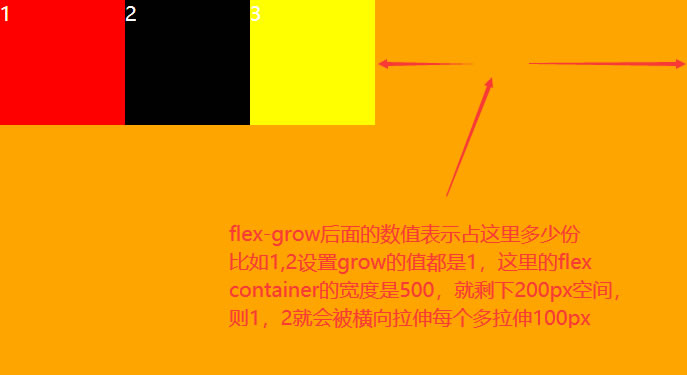 1 2 3
flex-grow后面的数值表示占这里多少份
比如1,2设置grow的值都是1，这里的flex
container的宽度是500，就剩下200px空间，
则1，2就会被横向拉伸每个多拉伸100px